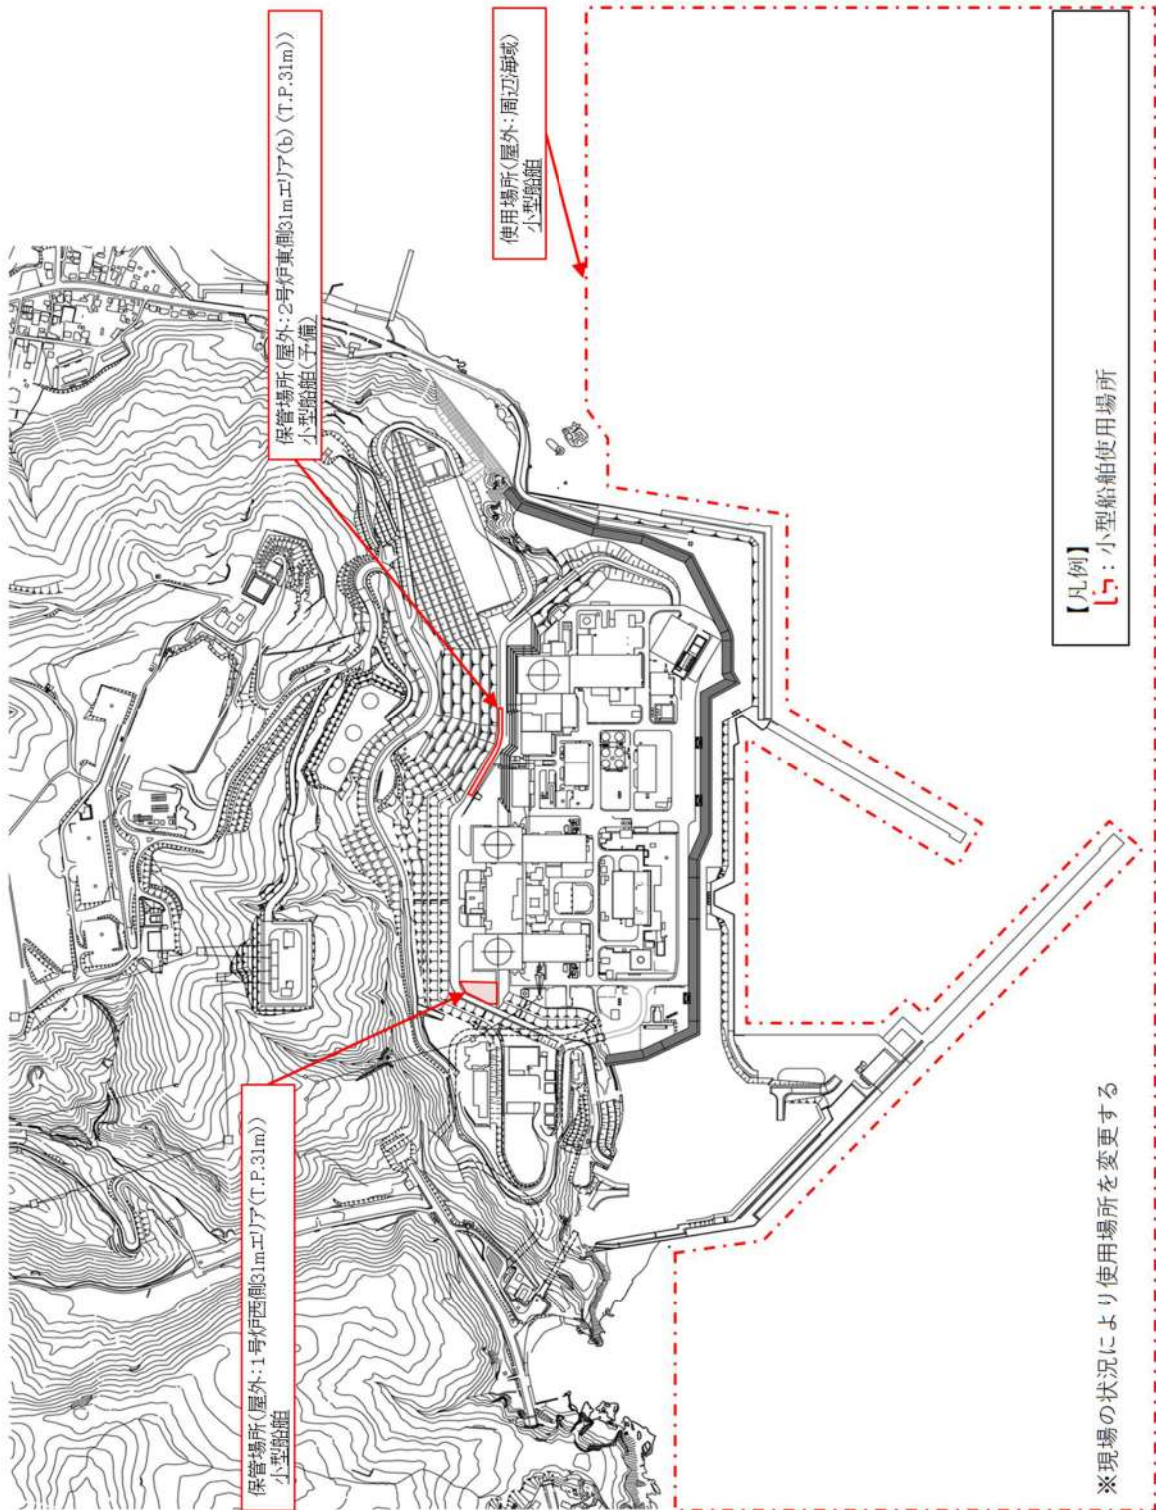 保管場所(屋外:1号炉西側31mエリア(T.P.31m))
小型船舶
保管場所(屋外:2号炉東側31mエリア(b)(T.P.31m))
小型船舶(予備)
使用場所(屋外:周辺海域)
小型船舶
【凡例】
:小型船舶使用場所
※現場の状況により使用場所を変更する